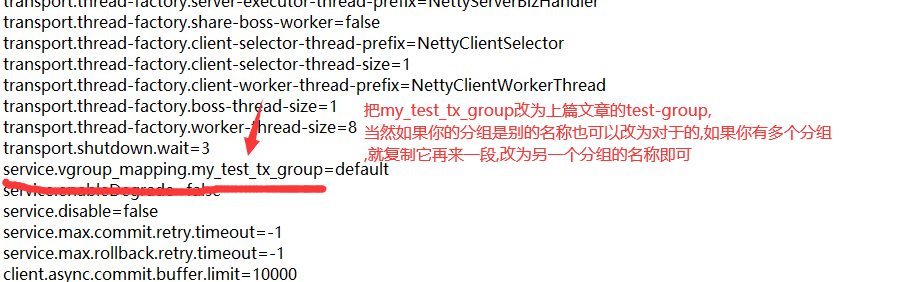 transport.thread-factory.server-executor-thread-prefix=NettyServerBizHandler
transport.thread-factory.share-boss-worker=false
transport.thread-factory.client-selector-thread-prefix=NettyClientSelector
transport.thread-factory.client-selector-thread-size=1
transport.thread-factory.client-worker-thread-prefix=NettyClientWorkerThread
transport.thread-factory.boss-thread-size=1
transport.thread-factory.worker-thread-size=8
transport.shutdown.wait=3
service.vgroup_mapping.my_test_tx_group=default
service.enableDegrade=false
service.disable=false
service.max.commit.retry.timeout=-1
service.max.rollback.retry.timeout=-1
client.async.commit.buffer.limit=10000
把my_test_tx_group改为上篇文章的test-group,
当然如果你的分组是别的名称也可以改为对于的,如果你有多个分组
,就复制它再来一段,改为另一个分组的名称即可